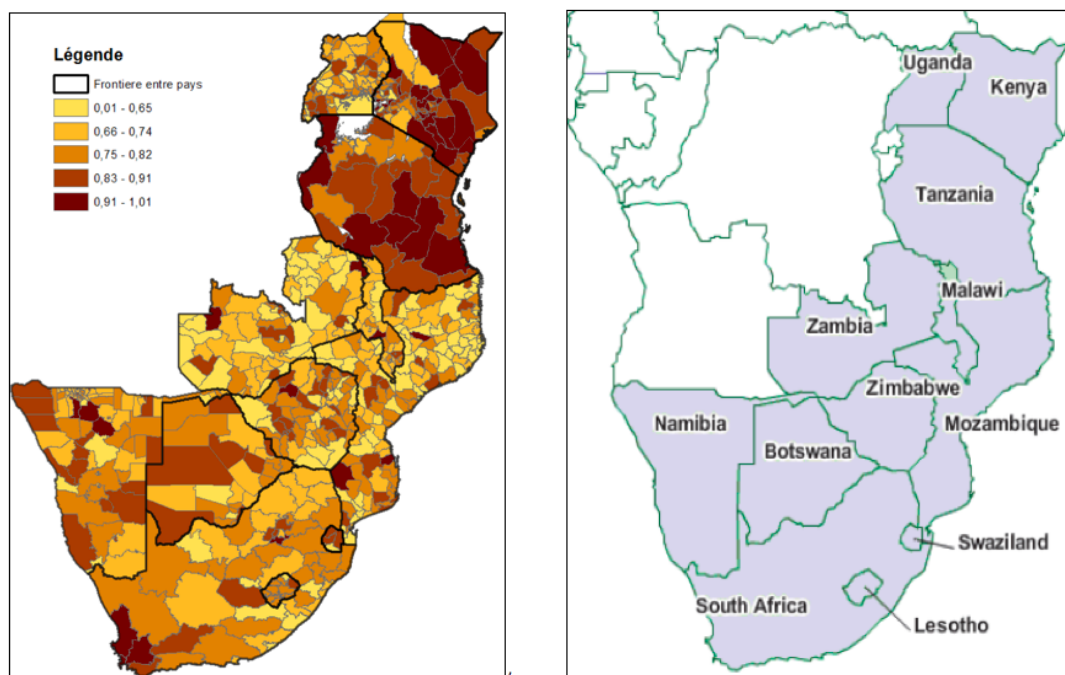 Légende
Frontiere entre pays
0,01 - 0,65
0,66 - 0,74
0,75 - 0,82
0,83 - 0,91
0,91 - 1,01
Uganda
Kenya
Tanzania
Malawi
Zambia
Zimbabwe
Namibia
Mozambique
Botswana
Swaziland
South Africa
Lesotho